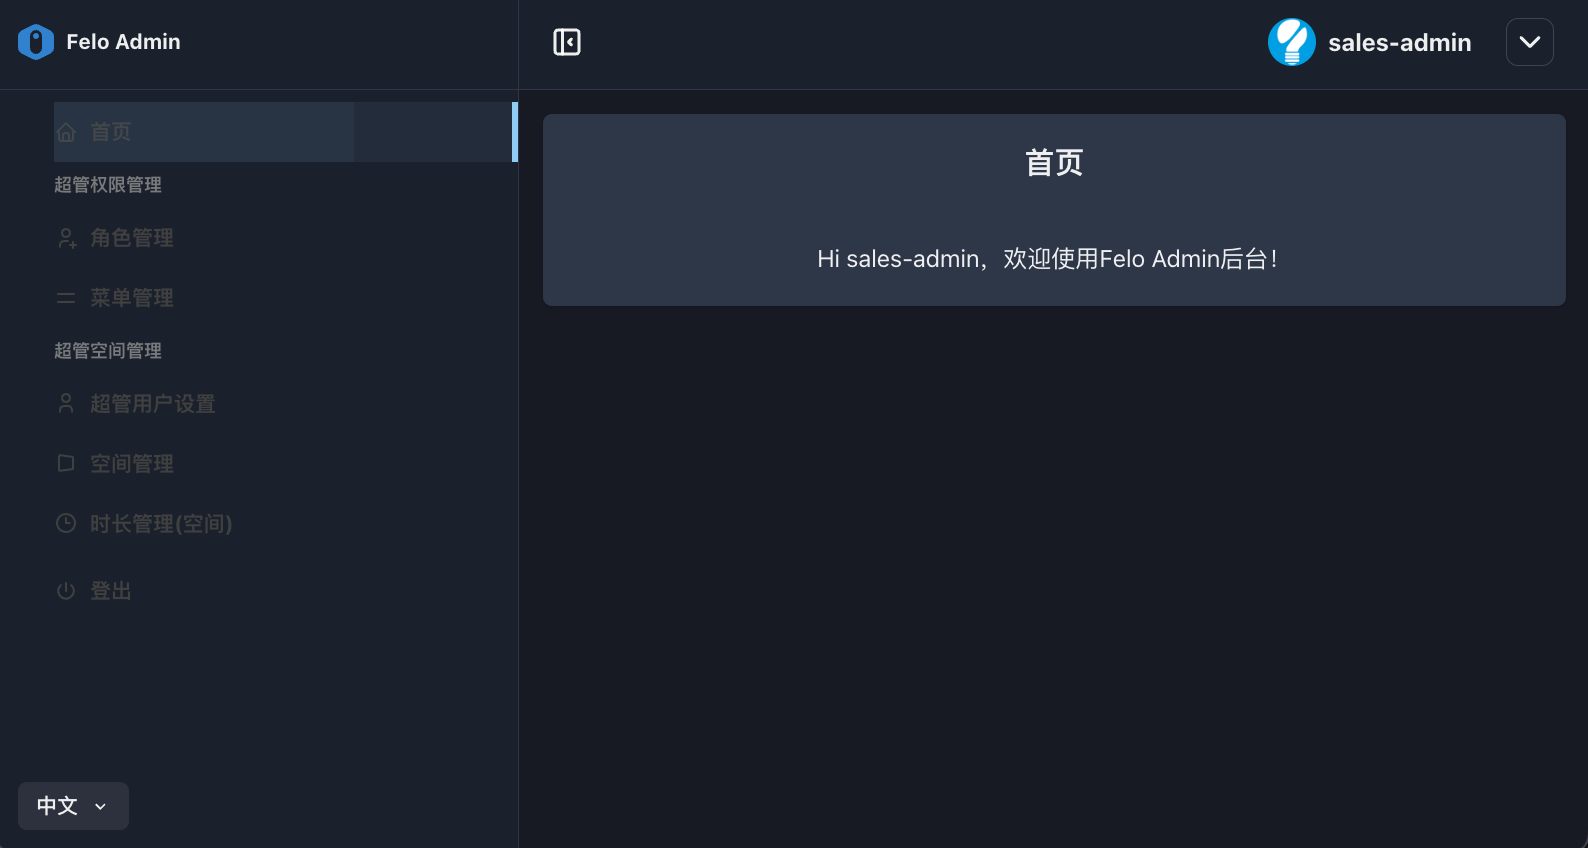 Felo Admin
sales-admin
首页
超管权限管理
角色管理
菜单管理
超管空间管理
超管用户设置
空间管理
时长管理(空间)
登出
中文
首页
Hi sales-admin，欢迎使用Felo Admin后台！